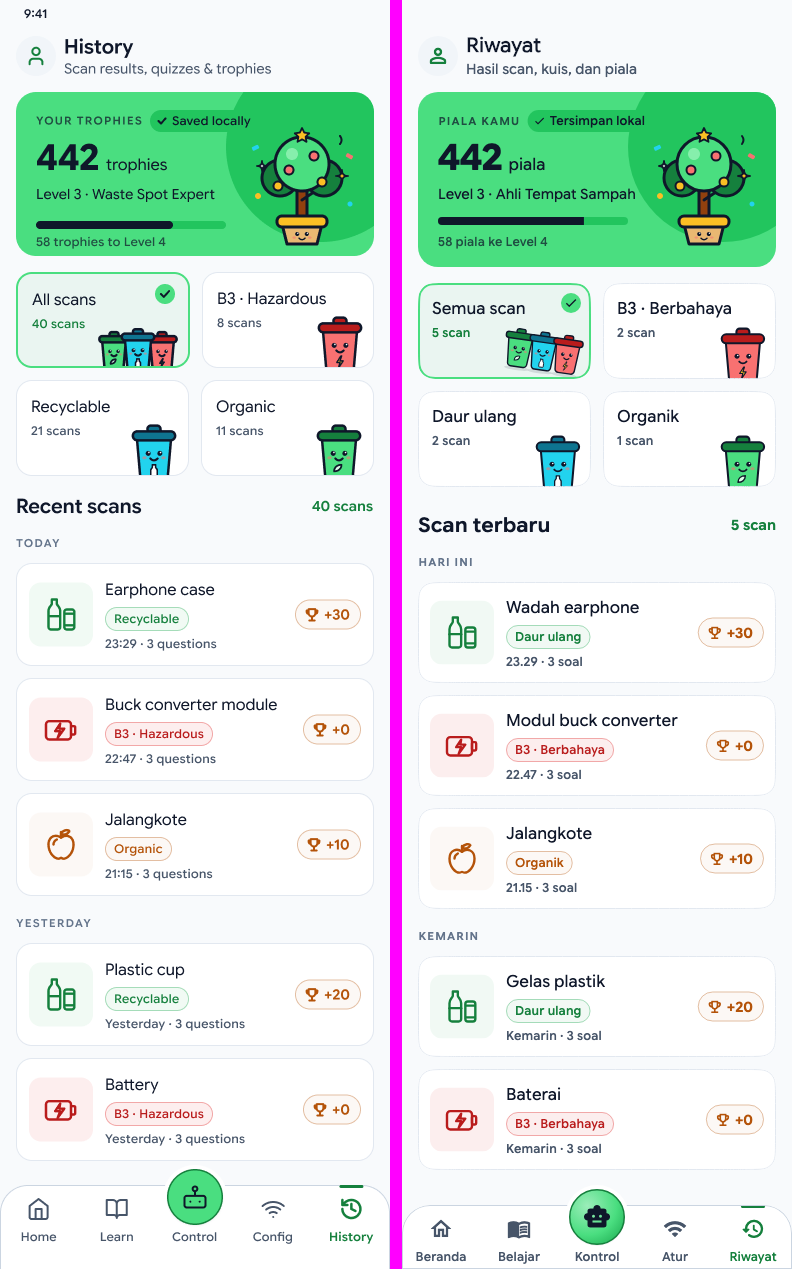 9:41
History
Scan results, quizzes & trophies
YOUR TROPHIES
Saved locally
442 trophies
Level 3 · Waste Spot Expert
58 trophies to Level 4
All scans
40 scans
B3 · Hazardous
8 scans
Recyclable
21 scans
Organic
11 scans
Recent scans
40 scans
TODAY
Earphone case
Recyclable
23:29 · 3 questions
+30
Buck converter module
B3 · Hazardous
22:47 · 3 questions
+0
Jalangkote
Organic
21:15 · 3 questions
+10
YESTERDAY
Plastic cup
Recyclable
Yesterday · 3 questions
+20
Battery
B3 · Hazardous
Yesterday · 3 questions
+0
Home
Learn
Control
Config
History
Riwayat
Hasil scan, kuis, dan piala
PIALA KAMU
Tersimpan lokal
442 piala
Level 3 · Ahli Tempat Sampah
58 piala ke Level 4
Semua scan
5 scan
B3 · Berbahaya
2 scan
Daur ulang
2 scan
Organik
1 scan
Scan terbaru
5 scan
HARI INI
Wadah earphone
Daur ulang
23.29 · 3 soal
+30
Modul buck converter
B3 · Berbahaya
22.47 · 3 soal
+0
Jalangkote
Organik
21.15 · 3 soal
+10
KEMARIN
Gelas plastik
Daur ulang
Kemarin · 3 soal
+20
Baterai
B3 · Berbahaya
Kemarin · 3 soal
+0
Beranda
Belajar
Kontrol
Atur
Riwayat